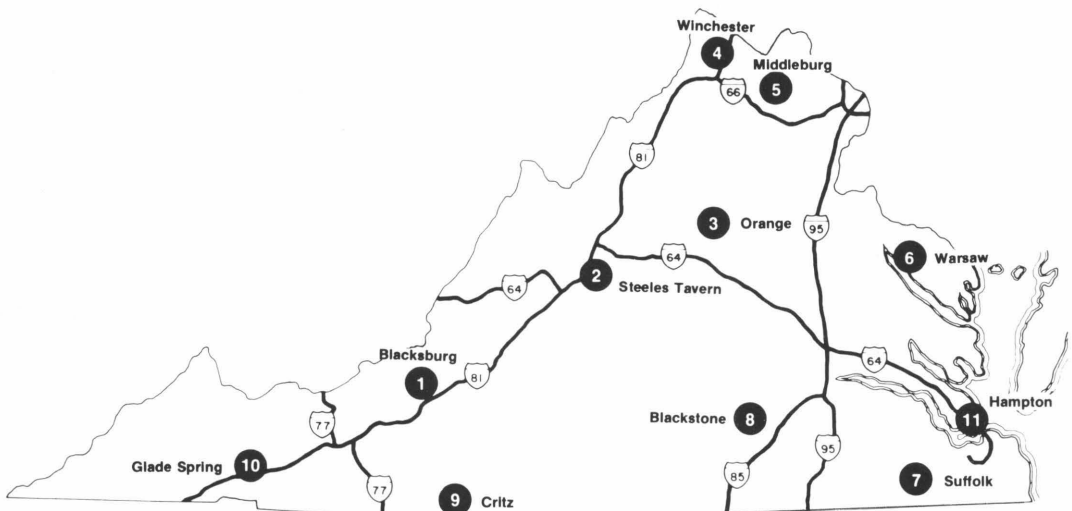 Winchester
4
Middleburg
5
66
81
3 Orange
95
6 Warsaw
64
2 Steeles Tavern
64
Blacksburg
1
81
64
Hampton
11
Blackstone 8
77
Glade Spring 10
95
85
77
7 Suffolk
9 Critz